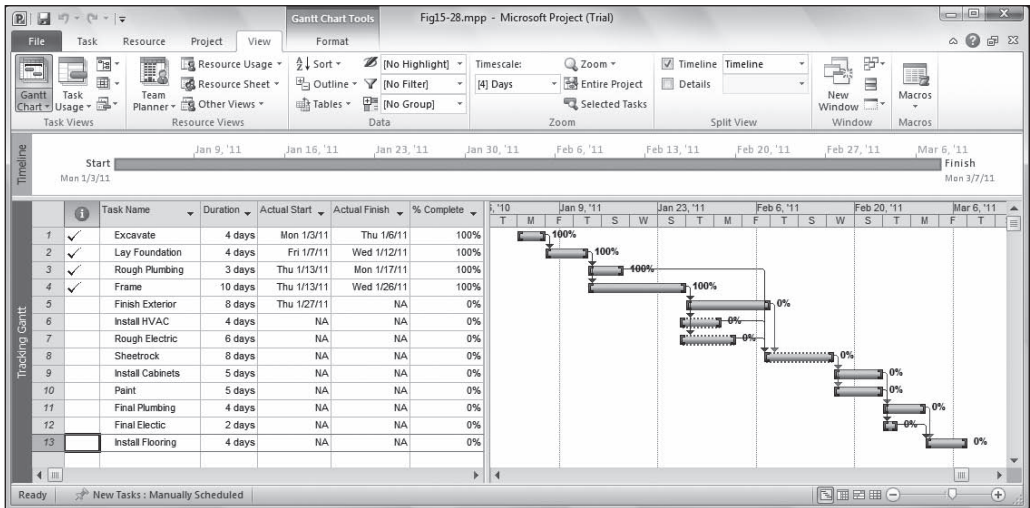 Gantt Chart Tools
Fig15-28.mpp - Microsoft Project (Trial)
File Task Resource Project View Format
Gantt Chart
Task Usage
Task Views
Team Planner
Resource Usage
Resource Sheet
Other Views
Resource Views
Sort
Outline
Tables
[No Highlight]
[No Filter]
[No Group]
Data
Timescale:
[4] Days
Zoom
Entire Project
Selected Tasks
Zoom
Timeline Timeline
Details
Split View
New Window
Window
Macros
Macros
Timeline
Jan 9, '11 Jan 16, '11 Jan 23, '11 Jan 30, '11 Feb 6, '11 Feb 13, '11 Feb 20, '11 Feb 27, '11 Mar 6, '11
Start
Mon 1/3/11
Finish
Mon 3/7/11
Tracking Gantt
Task Name Duration Actual Start Actual Finish % Complete
, '10 Jan 9, '11 Jan 23, '11 Feb 6, '11 Feb 20, '11 Mar 6, '11
T M F T S W S T M F T S W S T M F T
1 Excavate 4 days Mon 1/3/11 Thu 1/6/11 100% 100%
2 Lay Foundation 4 days Fri 1/7/11 Wed 1/12/11 100% 100%
3 Rough Plumbing 3 days Thu 1/13/11 Mon 1/17/11 100% 100%
4 Frame 10 days Thu 1/13/11 Wed 1/26/11 100% 100%
5 Finish Exterior 8 days Thu 1/27/11 NA 0% 0%
6 Install HVAC 4 days NA NA 0% 0%
7 Rough Electric 6 days NA NA 0% 0%
8 Sheetrock 8 days NA NA 0% 0%
9 Install Cabinets 5 days NA NA 0% 0%
10 Paint 5 days NA NA 0% 0%
11 Final Plumbing 4 days NA NA 0% 0%
12 Final Electic 2 days NA NA 0% 0%
13 Install Flooring 4 days NA NA 0% 0%
Ready New Tasks : Manually Scheduled